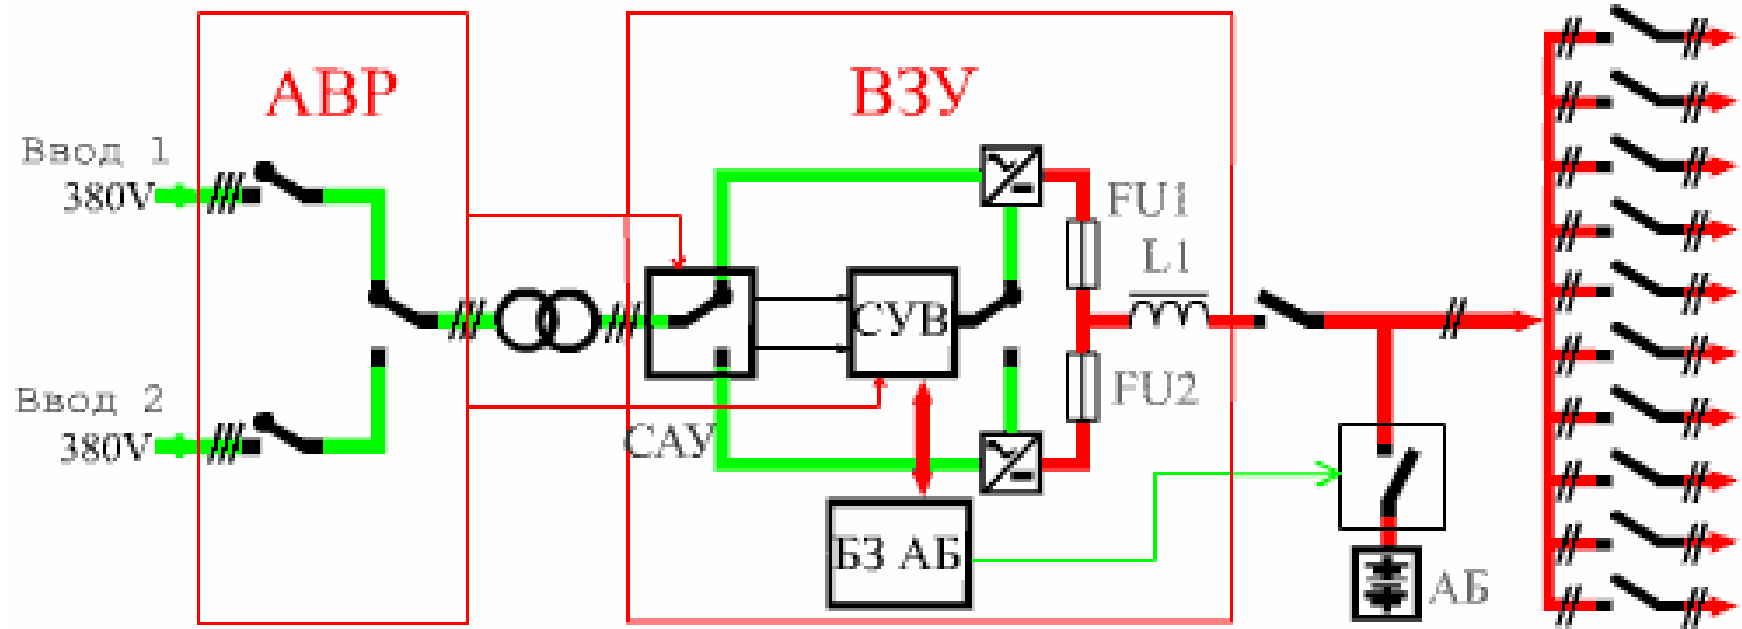 АВР
ВЗУ
Ввод 1
380V
FU1
L1
СУВ
Ввод 2
380V
FU2
САУ
БЗ АБ
АБ